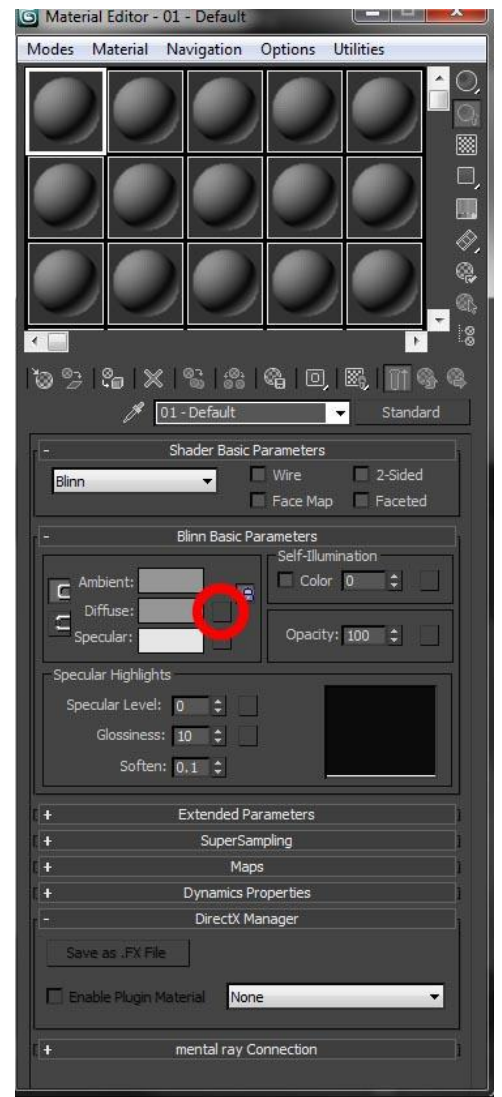 Material Editor - 01 - Default
Modes Material Navigation Options Utilities
01 - Default Standard
- Shader Basic Parameters
Blinn Wire 2-Sided
Face Map Faceted
- Blinn Basic Parameters
Self-Illumination
Ambient: Color 0
Diffuse:
Specular: Opacity: 100
Specular Highlights
Specular Level: 0
Glossiness: 10
Soften: 0.1
+ Extended Parameters
+ SuperSampling
+ Maps
+ Dynamics Properties
- DirectX Manager
Save as .FX File
Enable Plugin Material None
+ mental ray Connection